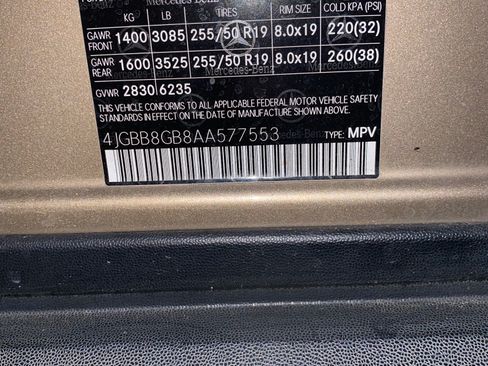 KG LB TIRES RIM SIZE COLD KPA (PSI)
GAWR FRONT 1400 3085 255/50 R19 8.0x19 220(32)
GAWR REAR 1600 3525 255/50 R19 8.0x19 260(38)
Mercedes-Benz
GVWR 2830 6235
THIS VEHICLE CONFORMS TO ALL APPLICABLE FEDERAL MOTOR VEHICLE SAFETY
STANDARDS IN EFFECT ON THE DATE OF MANUFACTURE SHOWN ABOVE.
4JGBB8GB8AA577553 TYPE: MPV